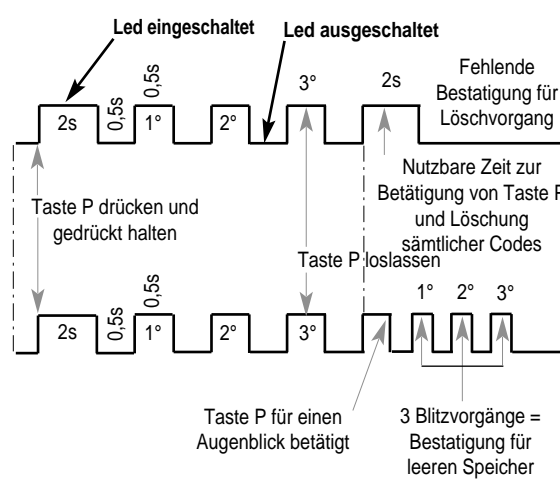 Led eingeschaltet
Led ausgeschaltet
0,5s
3°
2s
Fehlende
Bestatigung für
Löschvorgang
2s
0,5s
1°
2°
Nutzbare Zeit zur
Betätigung von Taste P
und Löschung
sämtlicher Codes
Taste P drücken und
gedrückt halten
Taste P loslassen
0,5s
1°
2°
3°
2s
0,5s
1°
2°
3°
Taste P für einen
Augenblick betätigt
3 Blitzvorgänge =
Bestatigung für
leeren Speicher